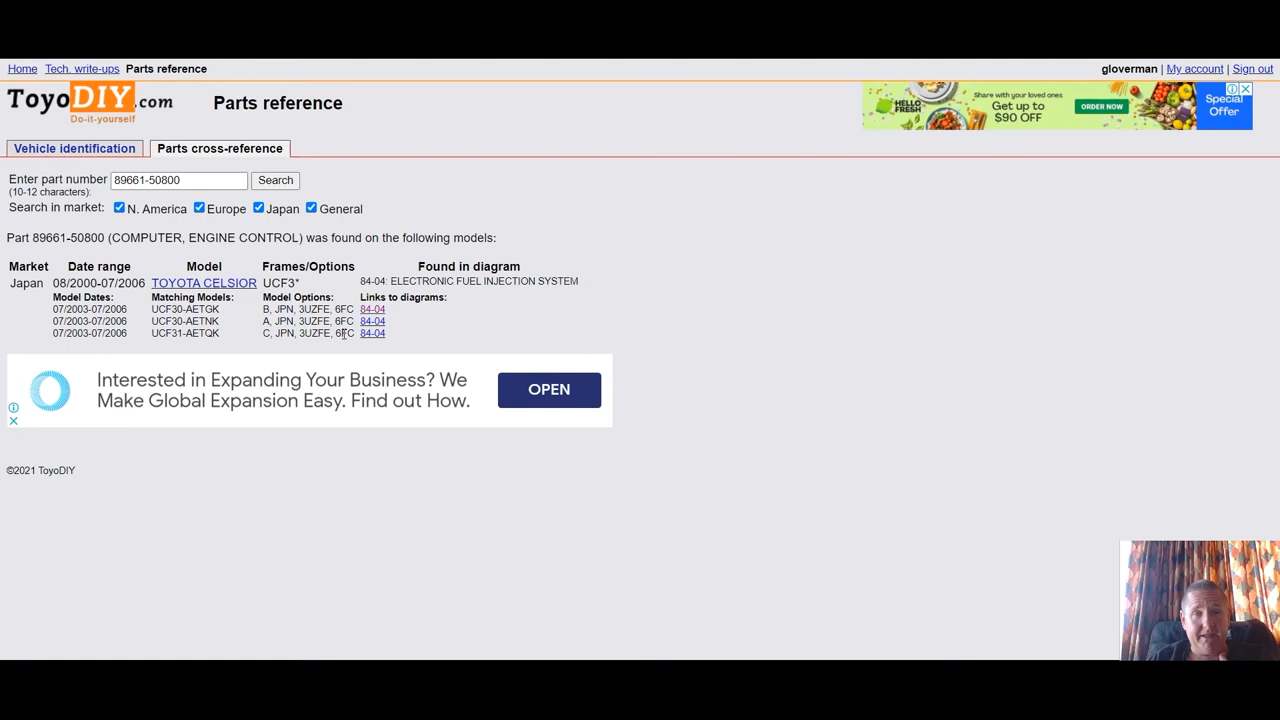 Home Tech. write-ups Parts reference gloverman | My account | Sign out
ToyoDIY.com
Do-it-yourself
Parts reference
HELLO FRESH
Share with your loved ones
Get up to
$90 OFF
ORDER NOW
Special
Offer
Vehicle identification Parts cross-reference
Enter part number 89661-50800 Search
(10-12 characters):
Search in market: N. America Europe Japan General
Part 89661-50800 (COMPUTER, ENGINE CONTROL) was found on the following models:
Market Date range Model Frames/Options Found in diagram
Japan 08/2000-07/2006 TOYOTA CELSIOR UCF3* 84-04: ELECTRONIC FUEL INJECTION SYSTEM
Model Dates: Matching Models: Model Options: Links to diagrams:
07/2003-07/2006 UCF30-AETGK B, JPN, 3UZFE, 6FC 84-04
07/2003-07/2006 UCF30-AETNK A, JPN, 3UZFE, 6FC 84-04
07/2003-07/2006 UCF31-AETQK C, JPN, 3UZFE, 6FC 84-04
Interested in Expanding Your Business? We
Make Global Expansion Easy. Find out How.
OPEN
©2021 ToyoDIY